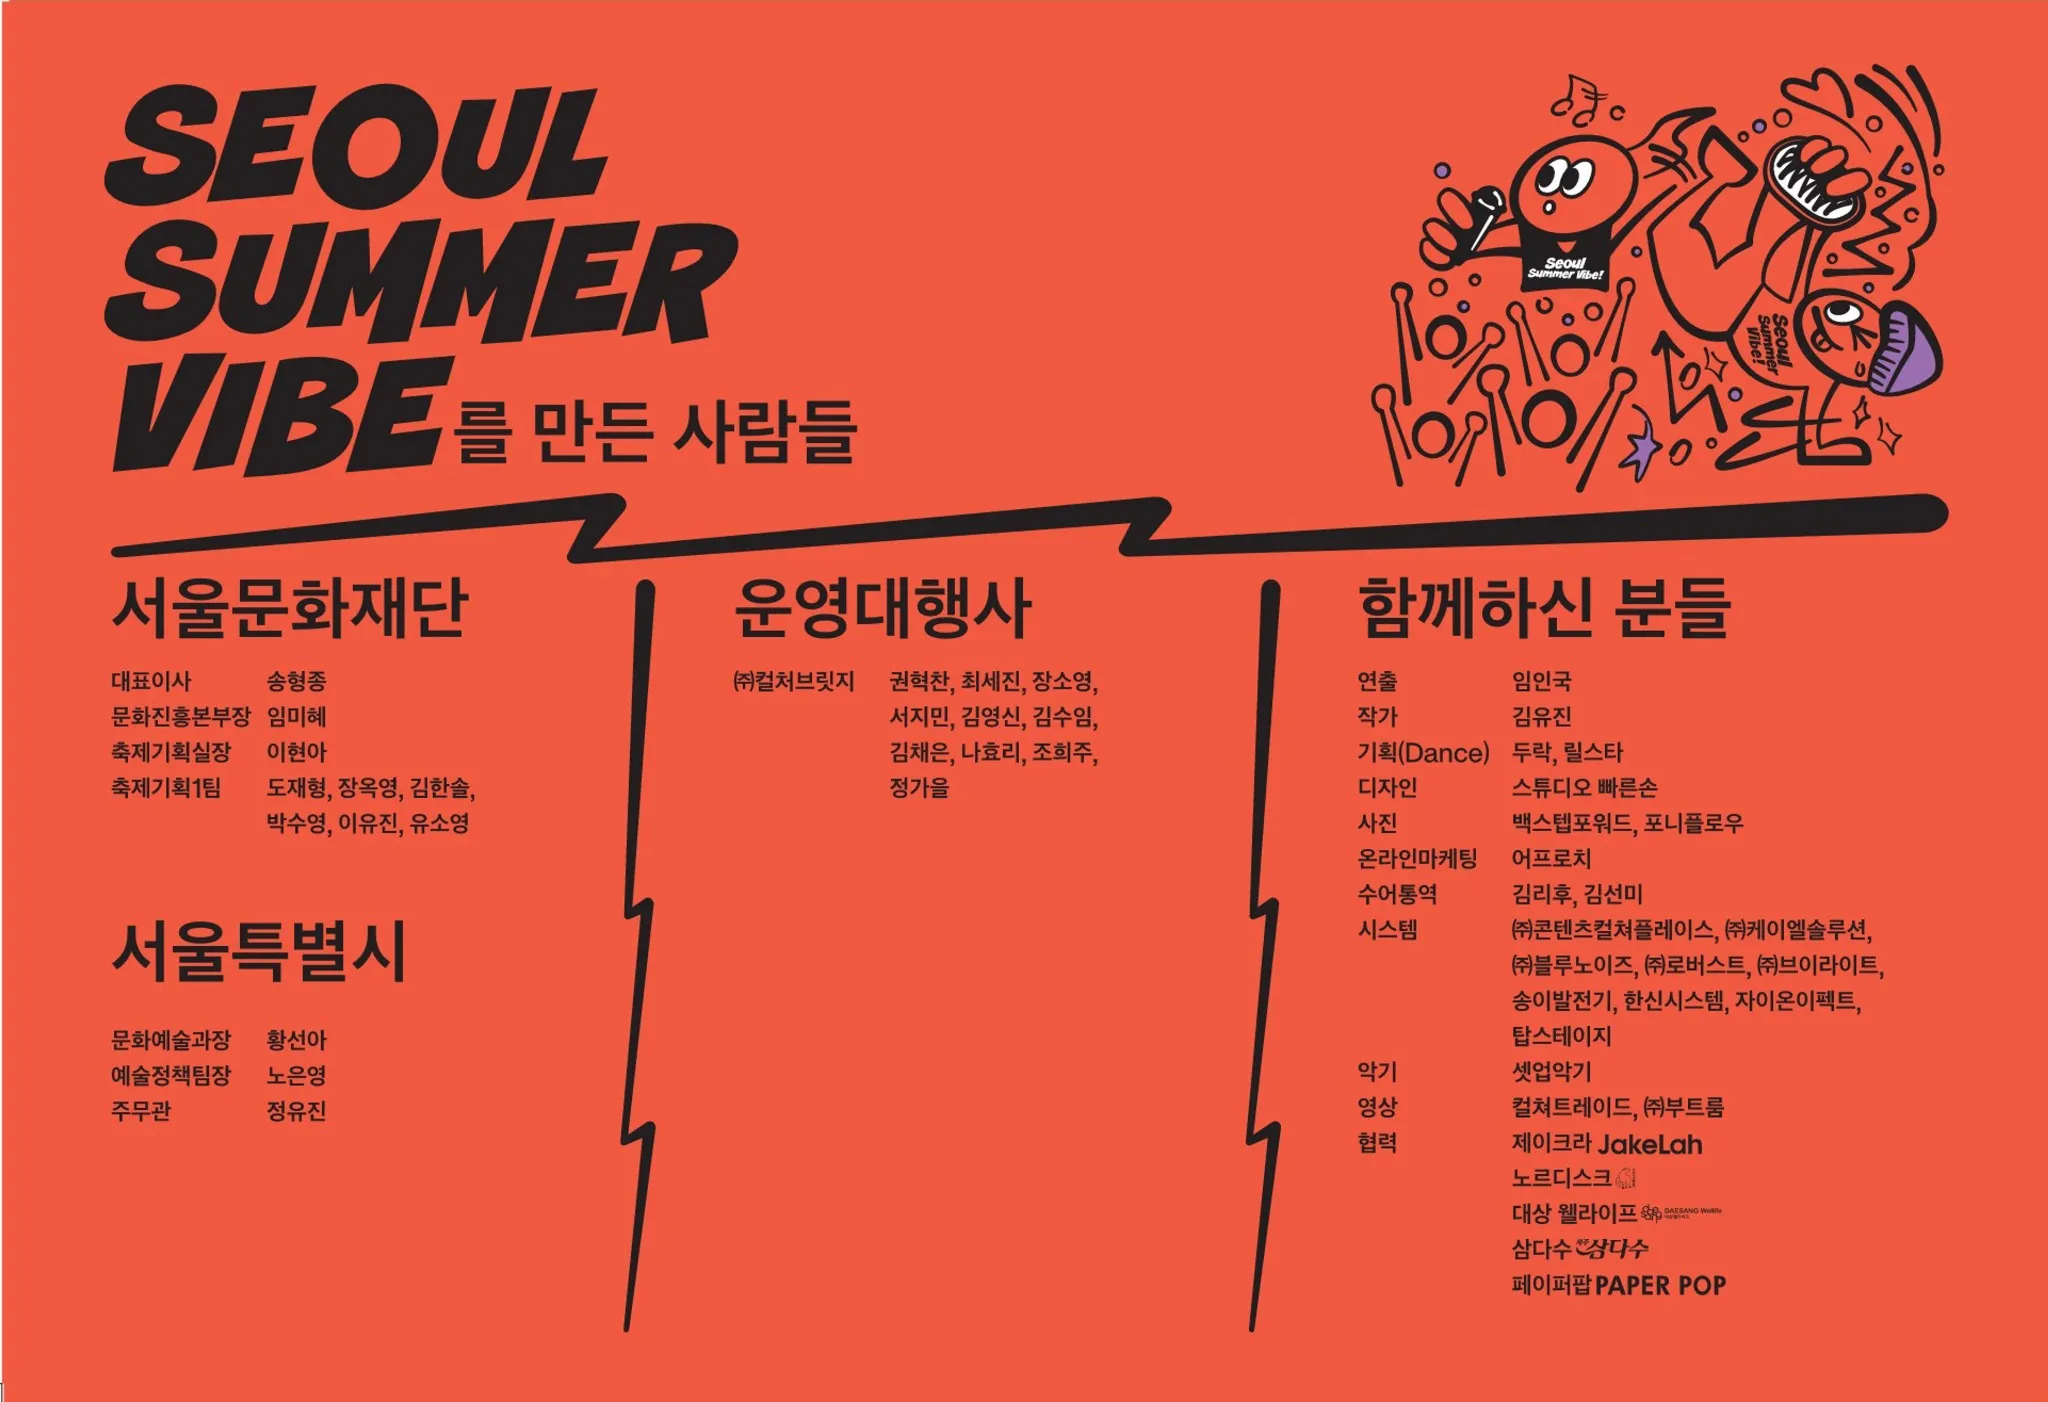 SEOUL
SUMMER
VIBE를 만든 사람들
Seoul
Summer Vibe!
Seoul
Summer
Vibe!
서울문화재단
대표이사 송형종
문화진흥본부장 임미혜
축제기획실장 이현아
축제기획1팀 도재형, 장옥영, 김한솔,
박수영, 이유진, 유소영
서울특별시
문화예술과장 황선아
예술정책팀장 노은영
주무관 정유진
운영대행사
㈜컬처브릿지 권혁찬, 최세진, 장소영,
서지민, 김영신, 김수임,
김채은, 나효리, 조희주,
정가을
함께하신 분들
연출 임인국
작가 김유진
기획(Dance) 두락, 릴스타
디자인 스튜디오 빠른손
사진 백스텝포워드, 포니플로우
온라인마케팅 어프로치
수어통역 김리후, 김선미
시스템 ㈜콘텐츠컬쳐플레이스, ㈜케이엘솔루션,
㈜블루노이즈, ㈜로버스트, ㈜브이라이트,
송이발전기, 한신시스템, 자이온이펙트,
탑스테이지
악기 셋업악기
영상 컬쳐트레이드, ㈜부트룸
협력 제이크라 JakeLah
노르디스크
대상 웰라이프 DAESANG Wellife
대상웰라이프
삼다수 제주 삼다수
페이퍼팝 PAPER POP